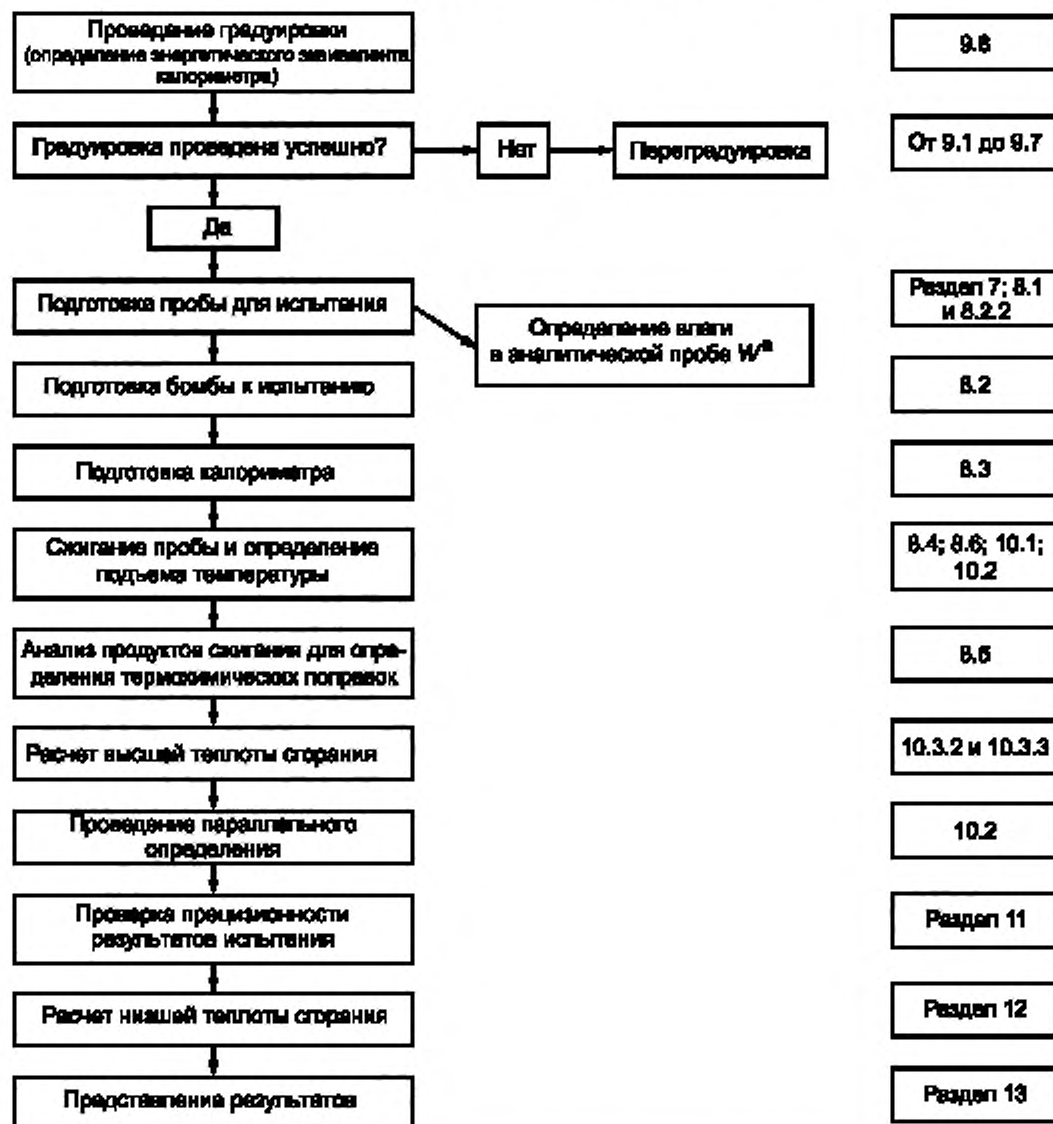 Проведение градуировки
(определение энергетического эквивалента
калориметра)
9.6
Градуировка проведена успешно?
Нет
Переградуировка
От 9.1 до 9.7
Да
Подготовка пробы для испытания
Определение влаги
в аналитической пробе Wᵃ
Раздел 7; 8.1
и 8.2.2
Подготовка бомбы к испытанию
8.2
Подготовка калориметра
8.3
Сжигание пробы и определение
подъема температуры
8.4; 8.6; 10.1;
10.2
Анализ продуктов сжигания для опре-
деления термохимических поправок
8.5
Расчет высшей теплоты сгорания
10.3.2 и 10.3.3
Проведение параллельного
определения
10.2
Проверка прецизионности
результатов испытания
Раздел 11
Расчет низшей теплоты сгорания
Раздел 12
Представление результатов
Раздел 13